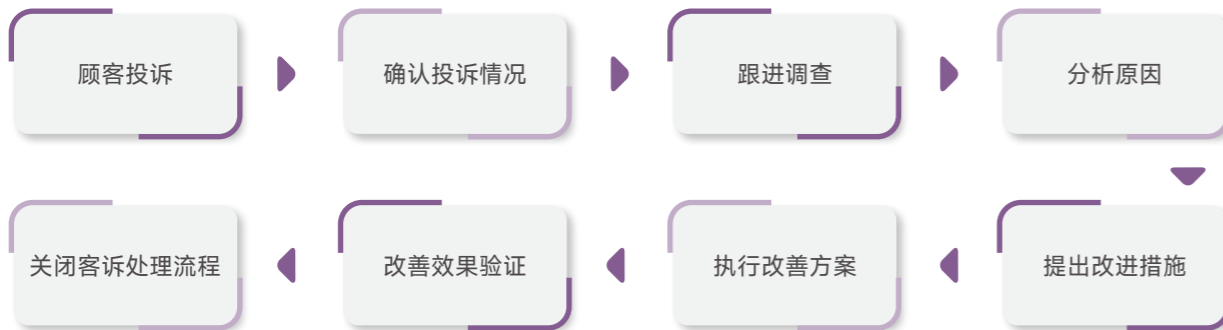 顾客投诉
确认投诉情况
跟进调查
分析原因
提出改进措施
执行改善方案
改善效果验证
关闭客诉处理流程